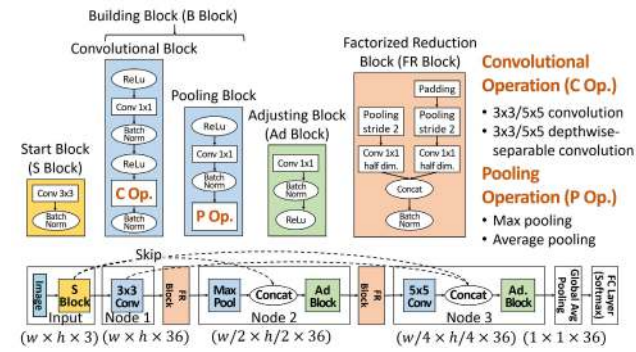 Building Block (B Block)
Convolutional Block
ReLu
Conv 1x1
Batch
Norm
ReLu
C Op.
Batch
Norm
Pooling Block
ReLu
Conv 1x1
Batch
Norm
P Op.
Start Block
(S Block)
Conv 3x3
Batch
Norm
Adjusting Block
(Ad Block)
Conv 1x1
Batch
Norm
ReLu
Factorized Reduction
Block (FR Block)
Padding
Pooling
stride 2
Pooling
stride 2
Conv 1x1
half dim.
Conv 1x1
half dim.
Concat
Batch
Norm
Convolutional
Operation (C Op.)
• 3x3/5x5 convolution
• 3x3/5x5 depthwise-
separable convolution
Pooling
Operation (P Op.)
• Max pooling
• Average pooling
Skip
Image
S
Block
Input
3x3
Conv
Node 1
FR
Block
Max
Pool
Concat
Ad
Block
Node 2
FR
Block
5x5
Conv
Concat
Ad.
Block
Node 3
Global Avg
Pooling
FC Layer
(Softmax)
(w × h × 3)
(w × h × 36)
(w/2 × h/2 × 36)
(w/4 × h/4 × 36)
(1 × 1 × 36)